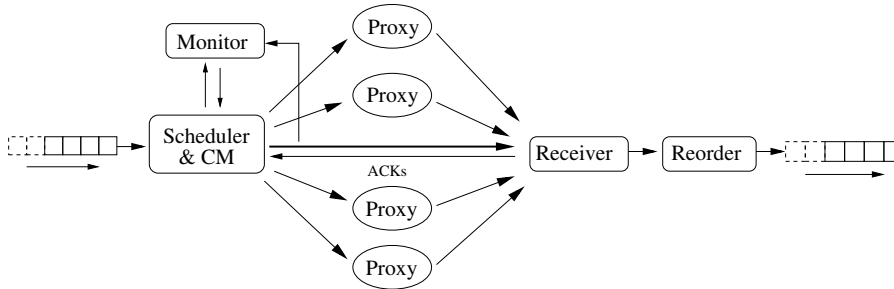 Proxy
Monitor
Proxy
Scheduler
& CM
Receiver
Reorder
ACKs
Proxy
Proxy